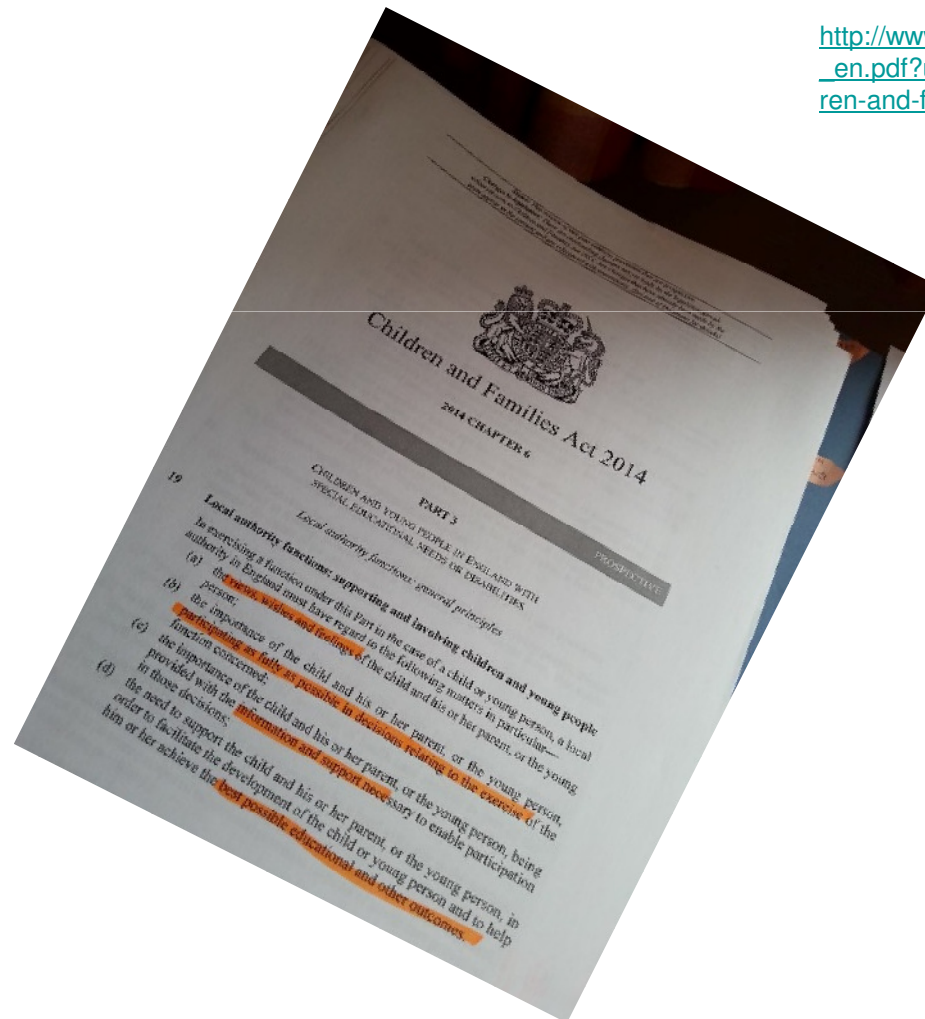 http://www
_en.pdf?
ren-and-f
Children and Families Act 2014
2014 CHAPTER 6
PROSPECTIVE
PART 3
CHILDREN AND YOUNG PEOPLE IN ENGLAND WITH
SPECIAL EDUCATIONAL NEEDS OR DISABILITIES
Local authority functions: general principles
19 Local authority functions: supporting and involving children and young people
In exercising a function under this Part in the case of a child or young person, a local
authority in England must have regard to the following matters in particular—
(a) the views, wishes and feelings of the child and his or her parent, or the young
person;
(b) the importance of the child and his or her parent, or the young person,
participating as fully as possible in decisions relating to the exercise of the
function concerned;
(c) the importance of the child and his or her parent, or the young person, being
provided with the information and support necessary to enable participation
in those decisions;
(d) the need to support the child and his or her parent, or the young person, in
order to facilitate the development of the child or young person and to help
him or her achieve the best possible educational and other outcomes.